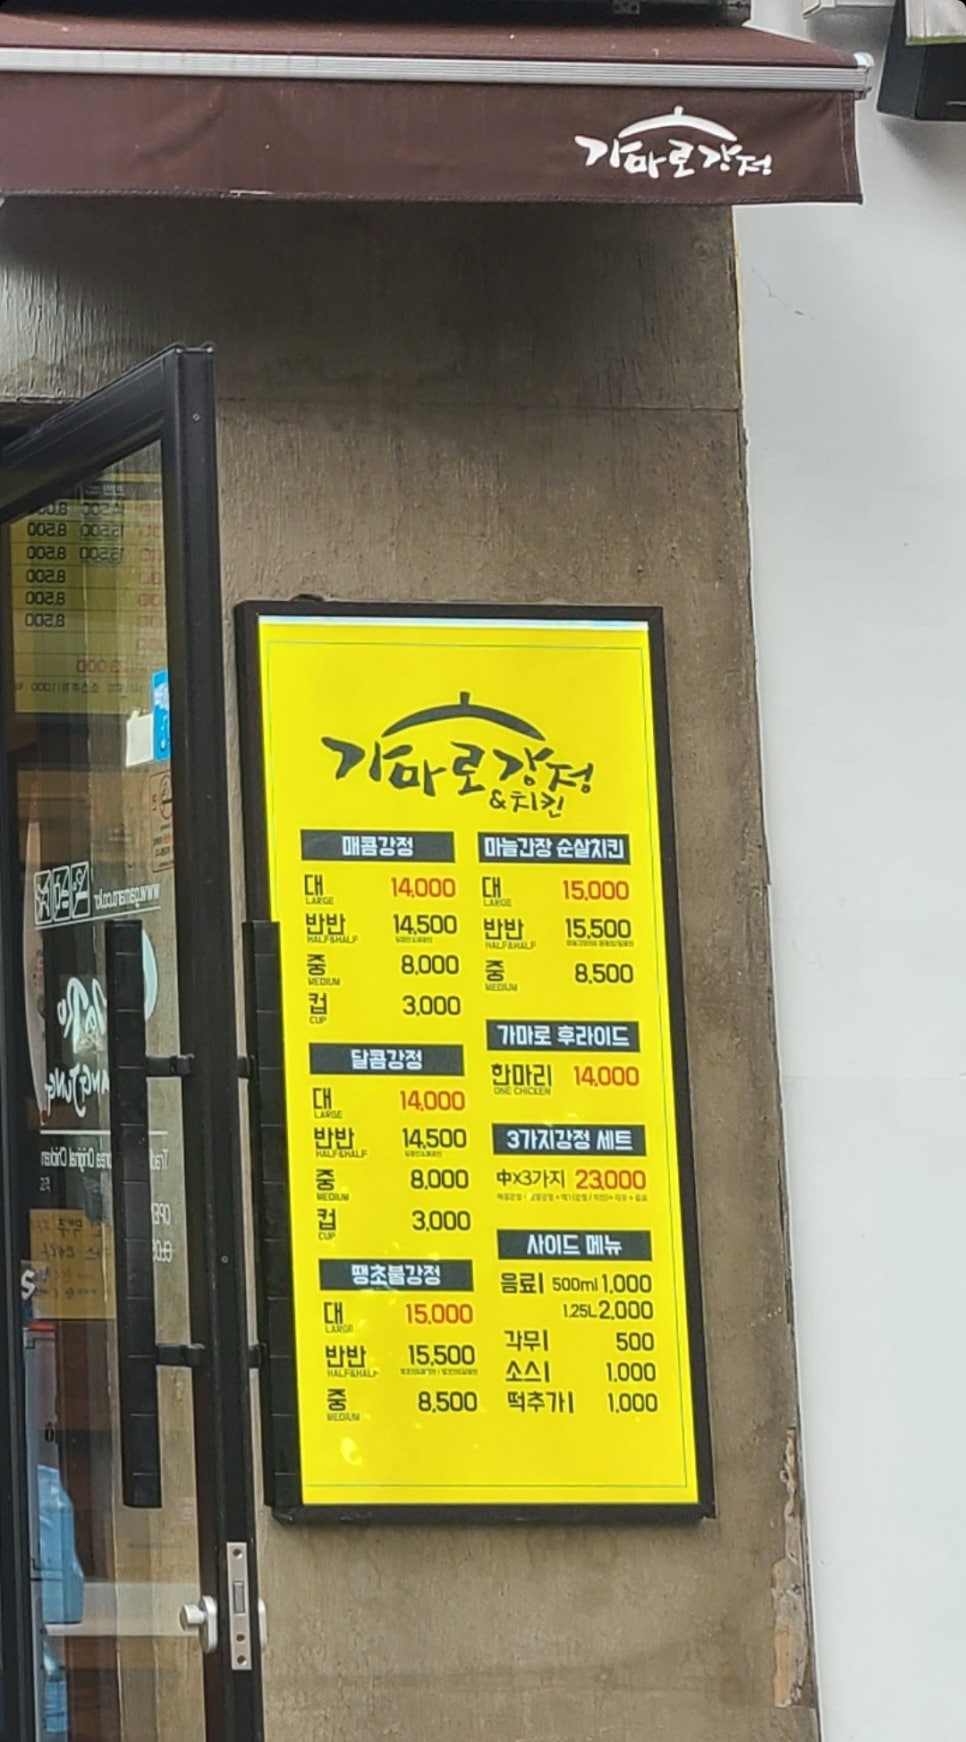 가마로강정
가마로강정
&치킨
매콤강정
대 14,000
LARGE
반반 14,500
HALF&HALF
중 8,000
MEDIUM
컵 3,000
CUP
달콤강정
대 14,000
LARGE
반반 14,500
HALF&HALF
중 8,000
MEDIUM
컵 3,000
CUP
땡초불강정
대 15,000
LARGE
반반 15,500
HALF&HALF
중 8,500
MEDIUM
마늘간장 순살치킨
대 15,000
LARGE
반반 15,500
HALF&HALF
중 8,500
MEDIUM
가마로 후라이드
한마리 14,000
ONE CHICKEN
3가지강정 세트
中x3가지 23,000
사이드 메뉴
음료| 500ml 1,000
1.25L 2,000
각무| 500
소스| 1,000
떡추가| 1,000